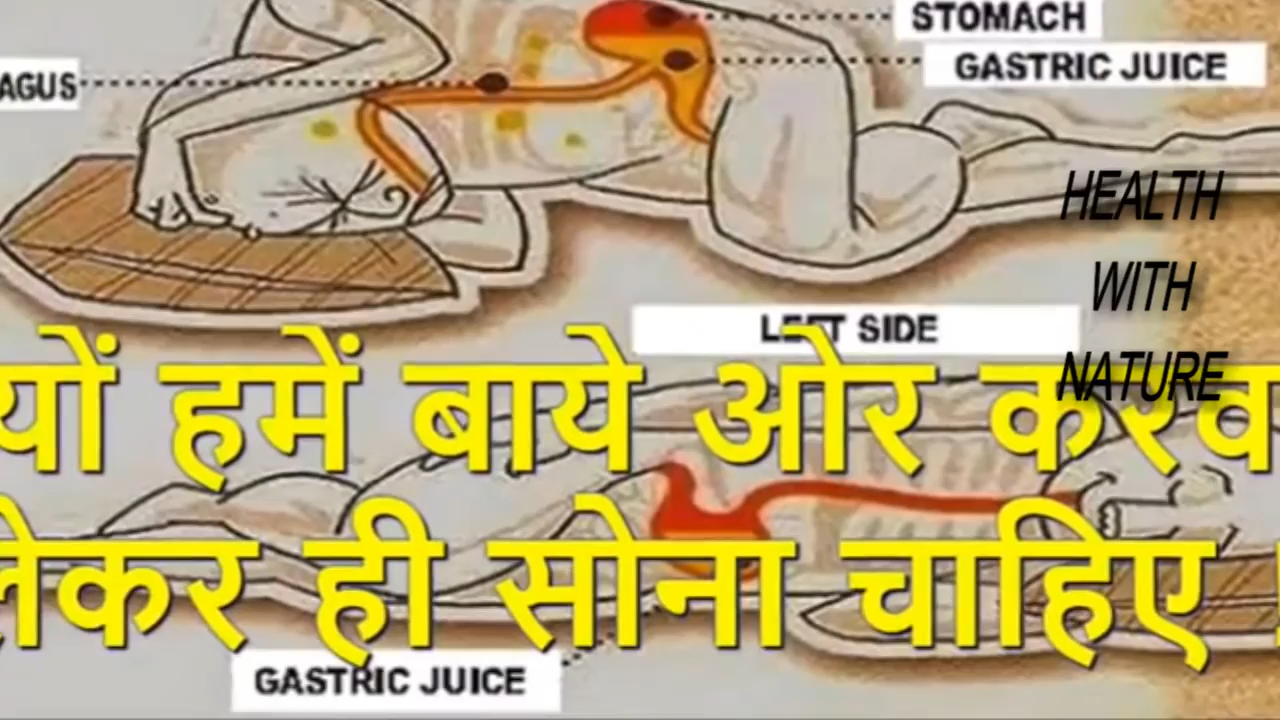 STOMACH
GASTRIC JUICE
AGUS
HEALTH
WITH
NATURE
LEFT SIDE
यों हमें बाये ओर करव
लेकर ही सोना चाहिए ।
GASTRIC JUICE